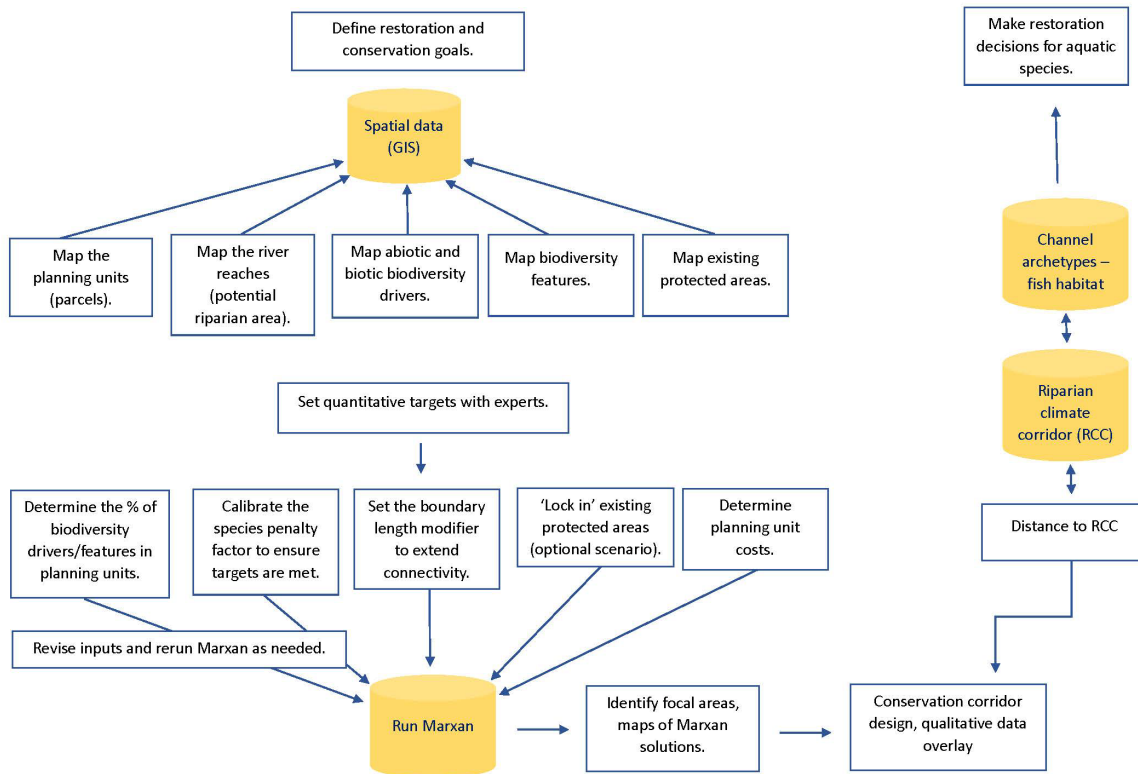 Define restoration and
conservation goals.
Make restoration
decisions for aquatic
species.
Spatial data
(GIS)
Map the
planning units
(parcels).
Map the river
reaches
(potential
riparian area).
Map abiotic and
biotic biodiversity
drivers.
Map biodiversity
features.
Map existing
protected areas.
Channel
archetypes –
fish habitat
Riparian
climate
corridor (RCC)
Set quantitative targets with experts.
Determine the % of
biodiversity
drivers/features in
planning units.
Calibrate the
species penalty
factor to ensure
targets are met.
Set the boundary
length modifier
to extend
connectivity.
‘Lock in’ existing
protected areas
(optional scenario).
Determine
planning unit
costs.
Distance to RCC
Revise inputs and rerun Marxan as needed.
Run Marxan
Identify focal areas,
maps of Marxan
solutions.
Conservation corridor
design, qualitative data
overlay